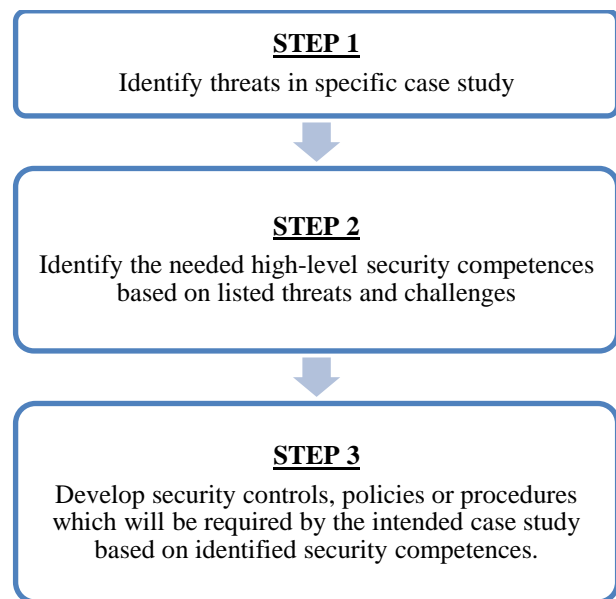 STEP 1
Identify threats in specific case study
STEP 2
Identify the needed high-level security competences
based on listed threats and challenges
STEP 3
Develop security controls, policies or procedures
which will be required by the intended case study
based on identified security competences.